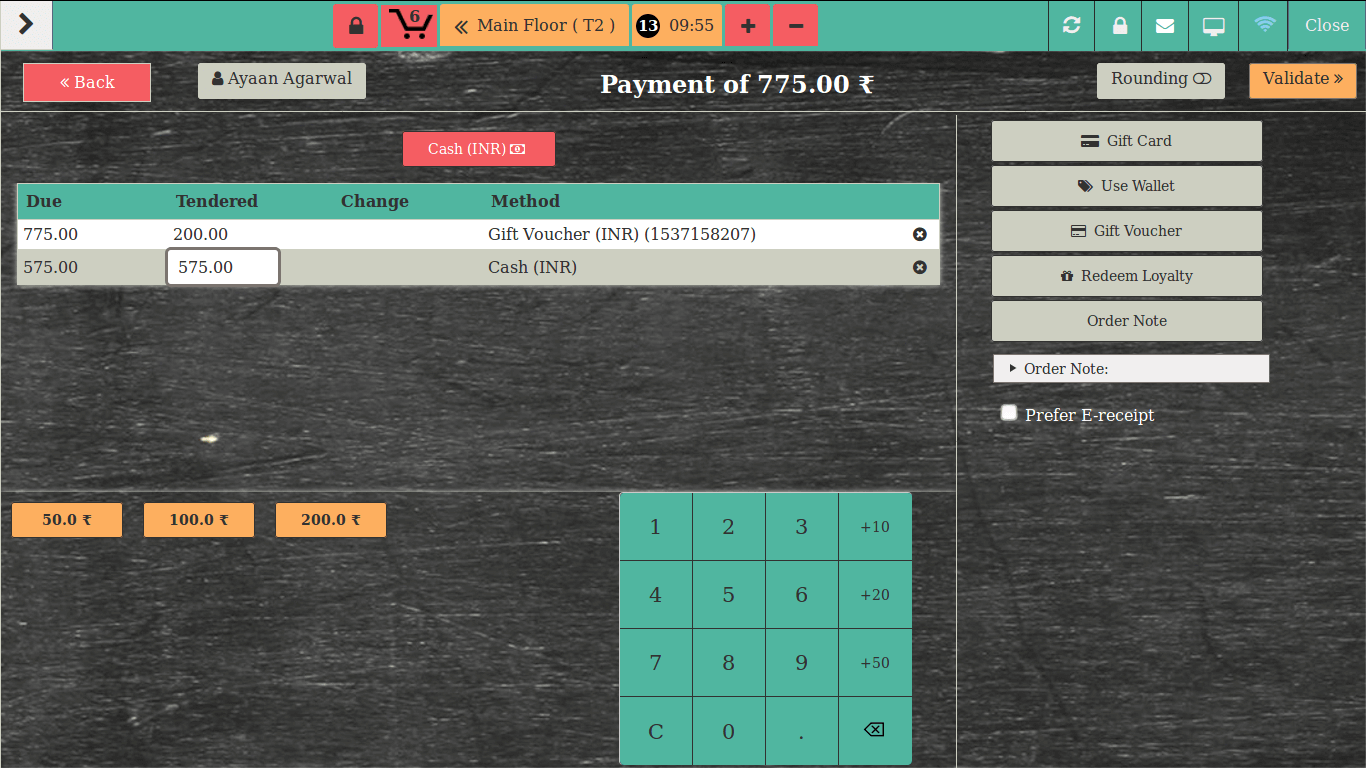 6 Main Floor ( T2 ) 13 09:55 Close
Back Ayaan Agarwal Payment of 775.00 ₹ Rounding Validate
Cash (INR)
Due Tendered Change Method
775.00 200.00 Gift Voucher (INR) (1537158207)
575.00 575.00 Cash (INR)
Gift Card
Use Wallet
Gift Voucher
Redeem Loyalty
Order Note
Order Note:
Prefer E-receipt
50.0 ₹ 100.0 ₹ 200.0 ₹
1 2 3 +10
4 5 6 +20
7 8 9 +50
C 0 .